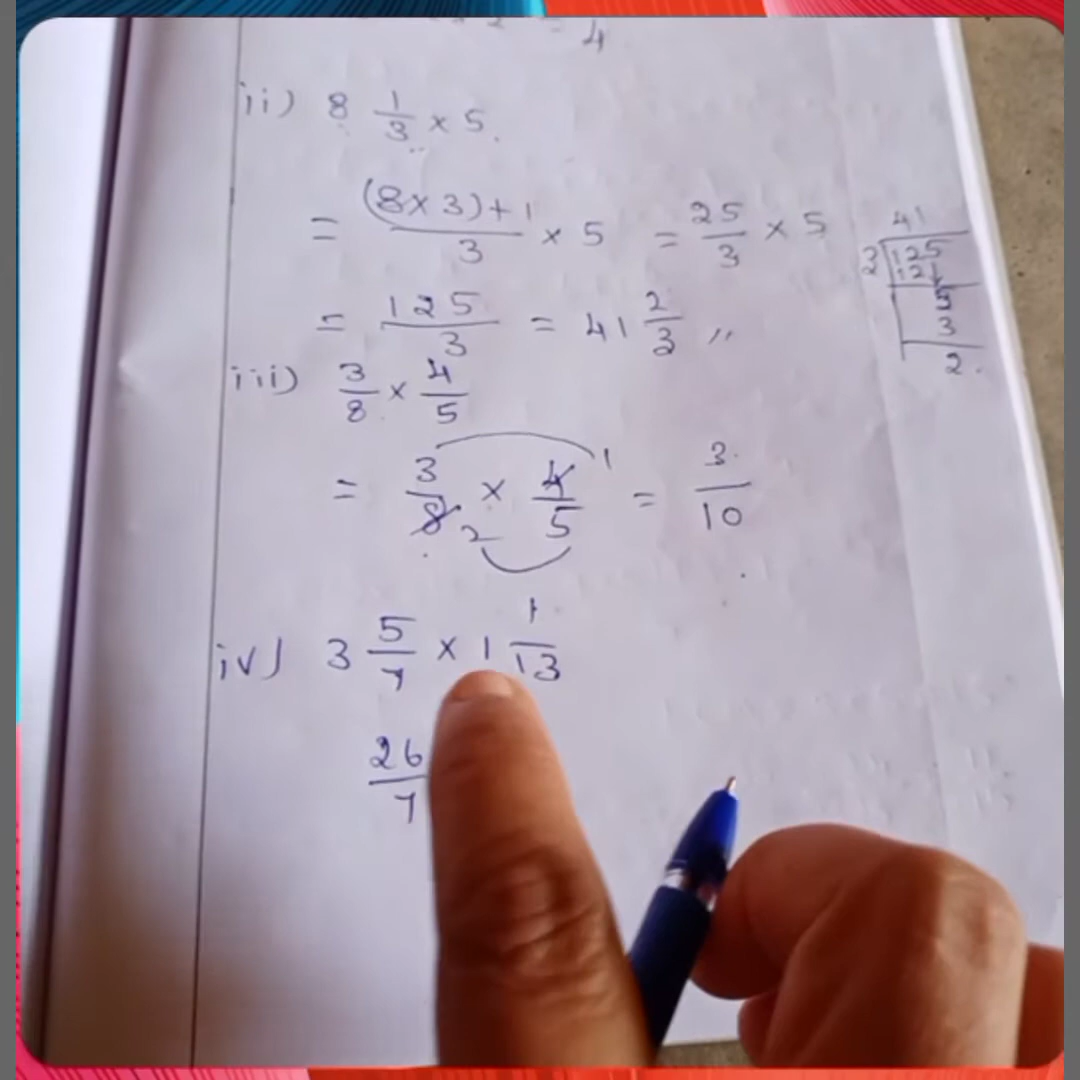 = 4
ii) 8 1/3 × 5.
= (8×3)+1/3 × 5 = 25/3 × 5
= 125/3 = 41 2/3 ,,
41
3 125
12
5
3
2.
iii) 3/8 × 4/5
= 3/8 2 × 4/5 1 = 3/10
iv) 3 5/7 × 1 1/13
26/7